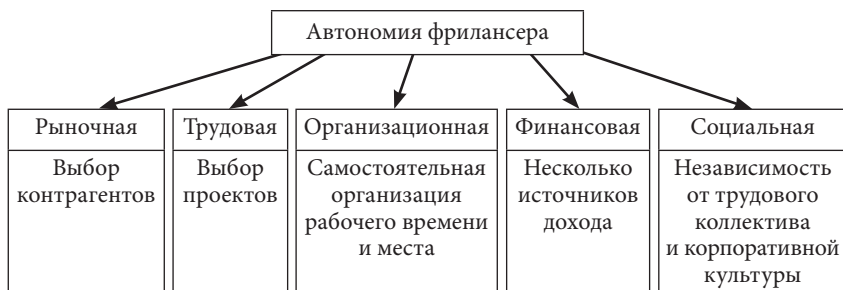 Автономия фрилансера
Рыночная
Выбор
контрагентов
Трудовая
Выбор
проектов
Организационная
Самостоятельная
организация
рабочего времени
и места
Финансовая
Несколько
источников
дохода
Социальная
Независимость
от трудового
коллектива
и корпоративной
культуры